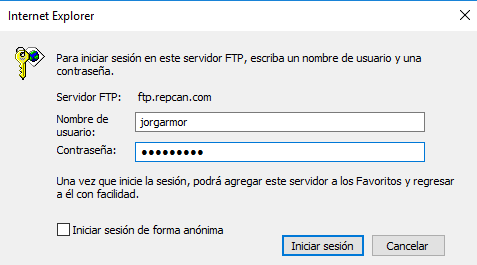 Internet Explorer
Para iniciar sesión en este servidor FTP, escriba un nombre de usuario y una
contraseña.
Servidor FTP: ftp.repcan.com
Nombre de
usuario: jorgarmor
Contraseña: ●●●●●●●●●
Una vez que inicie la sesión, podrá agregar este servidor a los Favoritos y regresar
a él con facilidad.
Iniciar sesión de forma anónima
Iniciar sesión Cancelar